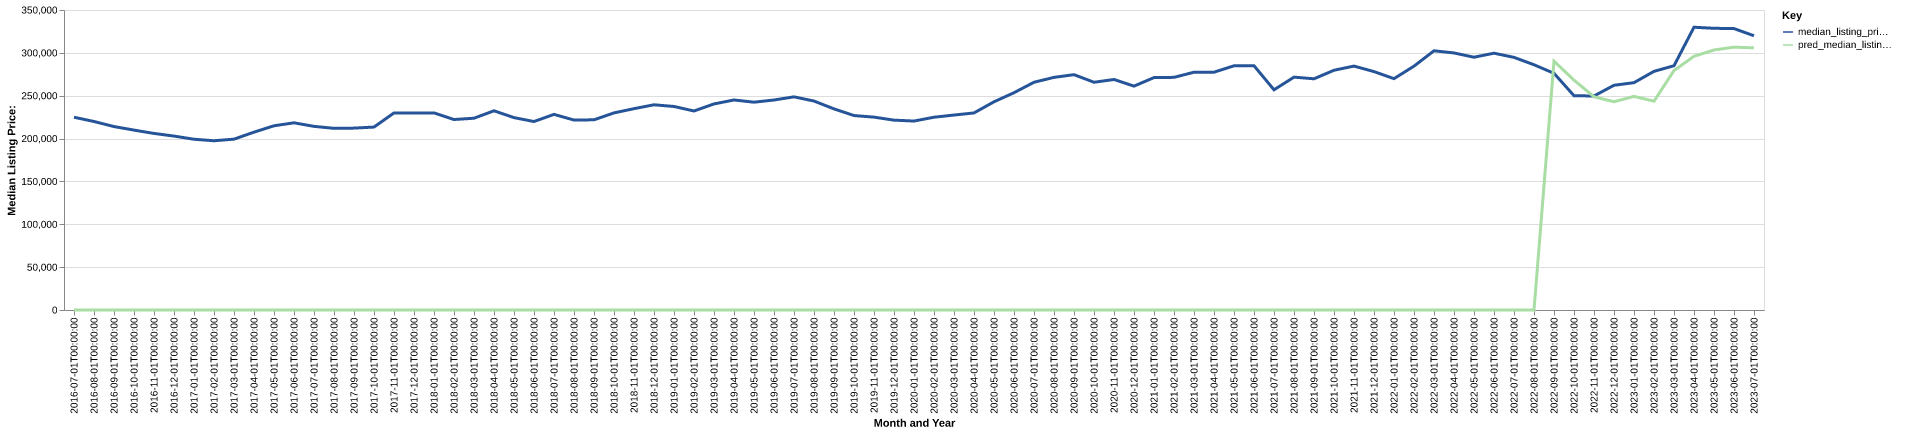 350,000
300,000
250,000
200,000
150,000
100,000
50,000
0
Median Listing Price:
2016-07-01T00:00:00
2016-08-01T00:00:00
2016-09-01T00:00:00
2016-10-01T00:00:00
2016-11-01T00:00:00
2016-12-01T00:00:00
2017-01-01T00:00:00
2017-02-01T00:00:00
2017-03-01T00:00:00
2017-04-01T00:00:00
2017-05-01T00:00:00
2017-06-01T00:00:00
2017-07-01T00:00:00
2017-08-01T00:00:00
2017-09-01T00:00:00
2017-10-01T00:00:00
2017-11-01T00:00:00
2017-12-01T00:00:00
2018-01-01T00:00:00
2018-02-01T00:00:00
2018-03-01T00:00:00
2018-04-01T00:00:00
2018-05-01T00:00:00
2018-06-01T00:00:00
2018-07-01T00:00:00
2018-08-01T00:00:00
2018-09-01T00:00:00
2018-10-01T00:00:00
2018-11-01T00:00:00
2018-12-01T00:00:00
2019-01-01T00:00:00
2019-02-01T00:00:00
2019-03-01T00:00:00
2019-04-01T00:00:00
2019-05-01T00:00:00
2019-06-01T00:00:00
2019-07-01T00:00:00
2019-08-01T00:00:00
2019-09-01T00:00:00
2019-10-01T00:00:00
2019-11-01T00:00:00
2019-12-01T00:00:00
2020-01-01T00:00:00
2020-02-01T00:00:00
2020-03-01T00:00:00
2020-04-01T00:00:00
2020-05-01T00:00:00
2020-06-01T00:00:00
2020-07-01T00:00:00
2020-08-01T00:00:00
2020-09-01T00:00:00
2020-10-01T00:00:00
2020-11-01T00:00:00
2020-12-01T00:00:00
2021-01-01T00:00:00
2021-02-01T00:00:00
2021-03-01T00:00:00
2021-04-01T00:00:00
2021-05-01T00:00:00
2021-06-01T00:00:00
2021-07-01T00:00:00
2021-08-01T00:00:00
2021-09-01T00:00:00
2021-10-01T00:00:00
2021-11-01T00:00:00
2021-12-01T00:00:00
2022-01-01T00:00:00
2022-02-01T00:00:00
2022-03-01T00:00:00
2022-04-01T00:00:00
2022-05-01T00:00:00
2022-06-01T00:00:00
2022-07-01T00:00:00
2022-08-01T00:00:00
2022-09-01T00:00:00
2022-10-01T00:00:00
2022-11-01T00:00:00
2022-12-01T00:00:00
2023-01-01T00:00:00
2023-02-01T00:00:00
2023-03-01T00:00:00
2023-04-01T00:00:00
2023-05-01T00:00:00
2023-06-01T00:00:00
2023-07-01T00:00:00
Month and Year
Key
median_listing_pri…
pred_median_listin…